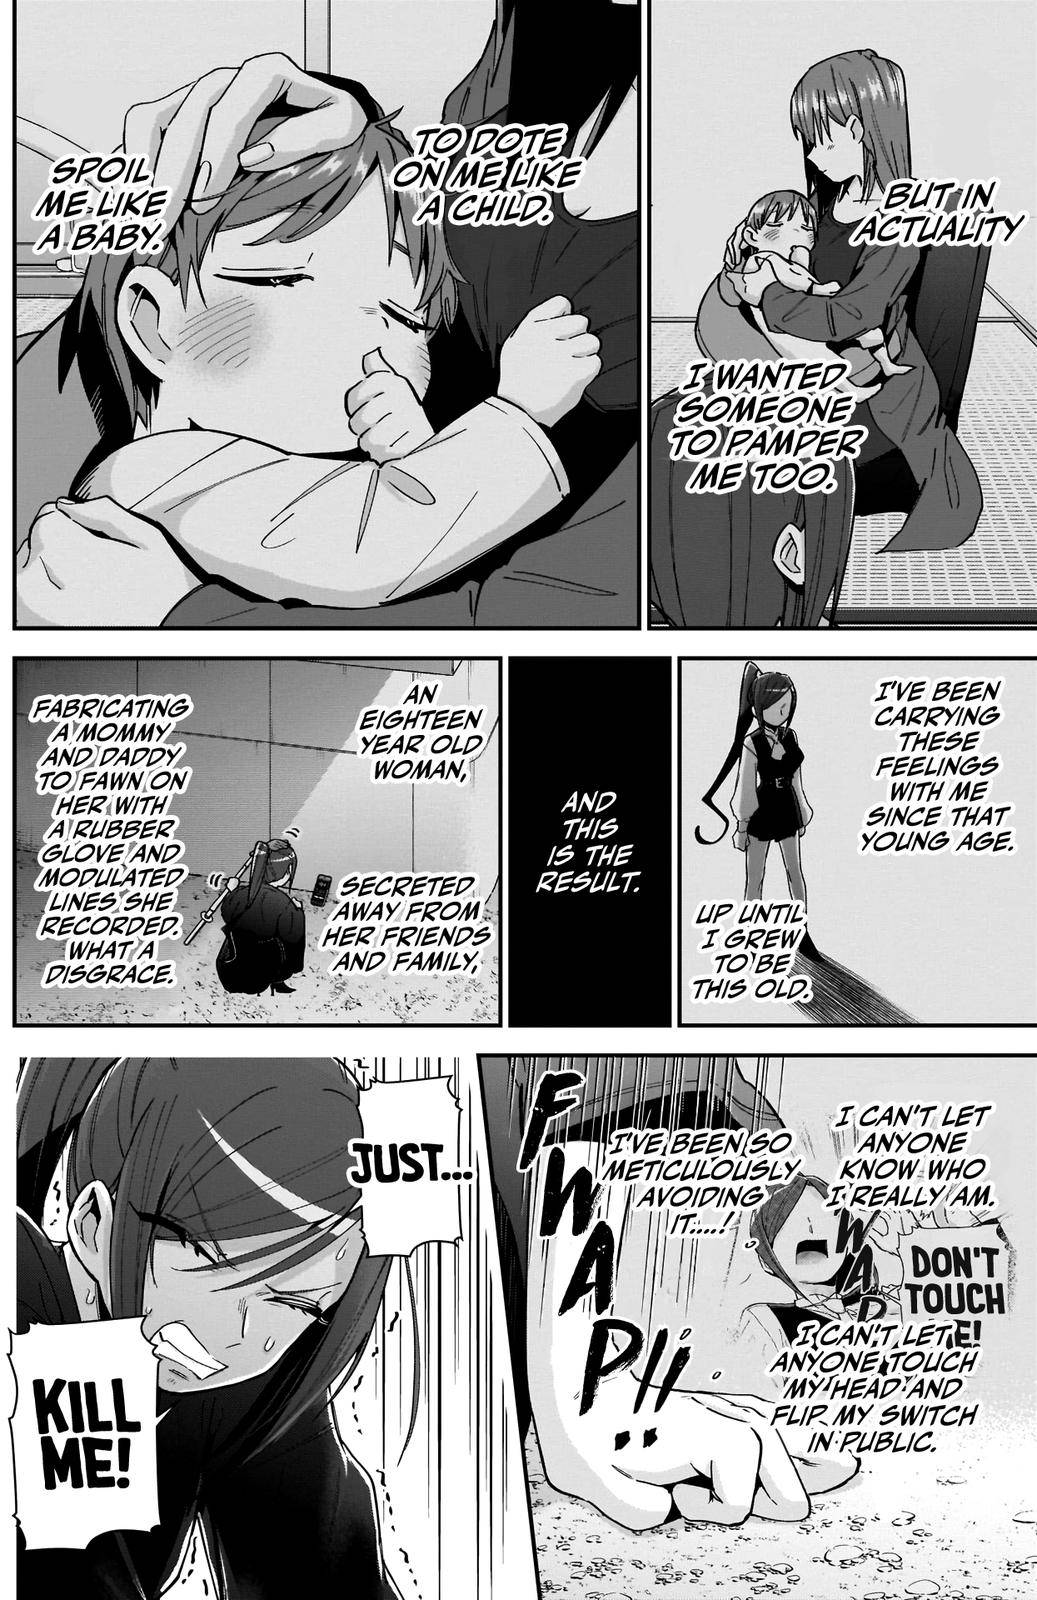 BUT IN
ACTUALITY
I WANTED
SOMEONE
TO PAMPER
ME TOO.
TO DOTE
ON ME LIKE
A CHILD.
SPOIL
ME LIKE
A BABY.
I'VE BEEN
CARRYING
THESE
FEELINGS
WITH ME
SINCE THAT
YOUNG AGE.
UP UNTIL
I GREW
TO BE
THIS OLD.
AND
THIS
IS THE
RESULT.
AN
EIGHTEEN
YEAR OLD
WOMAN,
SECRETED
AWAY FROM
HER FRIENDS
AND FAMILY,
FABRICATING
A MOMMY
AND DADDY
TO FAWN ON
HER WITH
A RUBBER
GLOVE AND
MODULATED
LINES SHE
RECORDED.
WHAT A
DISGRACE.
I CAN'T LET
ANYONE
KNOW WHO
I REALLY AM.
DON'T
TOUCH
I CAN'T LET
ANYONE TOUCH
MY HEAD AND
FLIP MY SWITCH
IN PUBLIC.
I'VE BEEN SO
METICULOUSLY
AVOIDING
IT....!
WAP
FWAP!!
JUST...
KILL
ME!